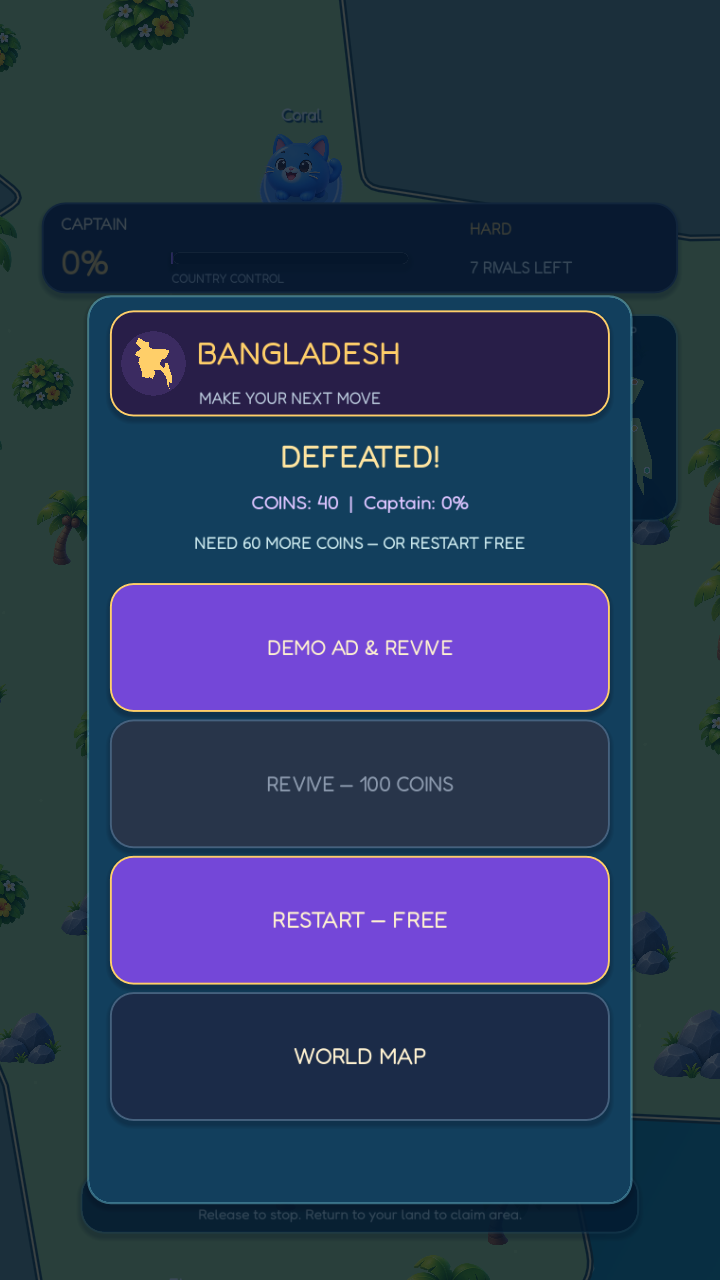 Coral
CAPTAIN
HARD
0%
7 RIVALS LEFT
COUNTRY CONTROL
BANGLADESH
MAKE YOUR NEXT MOVE
DEFEATED!
COINS: 40 | Captain: 0%
NEED 60 MORE COINS – OR RESTART FREE
DEMO AD & REVIVE
REVIVE – 100 COINS
RESTART – FREE
WORLD MAP
Release to stop. Return to your land to claim area.